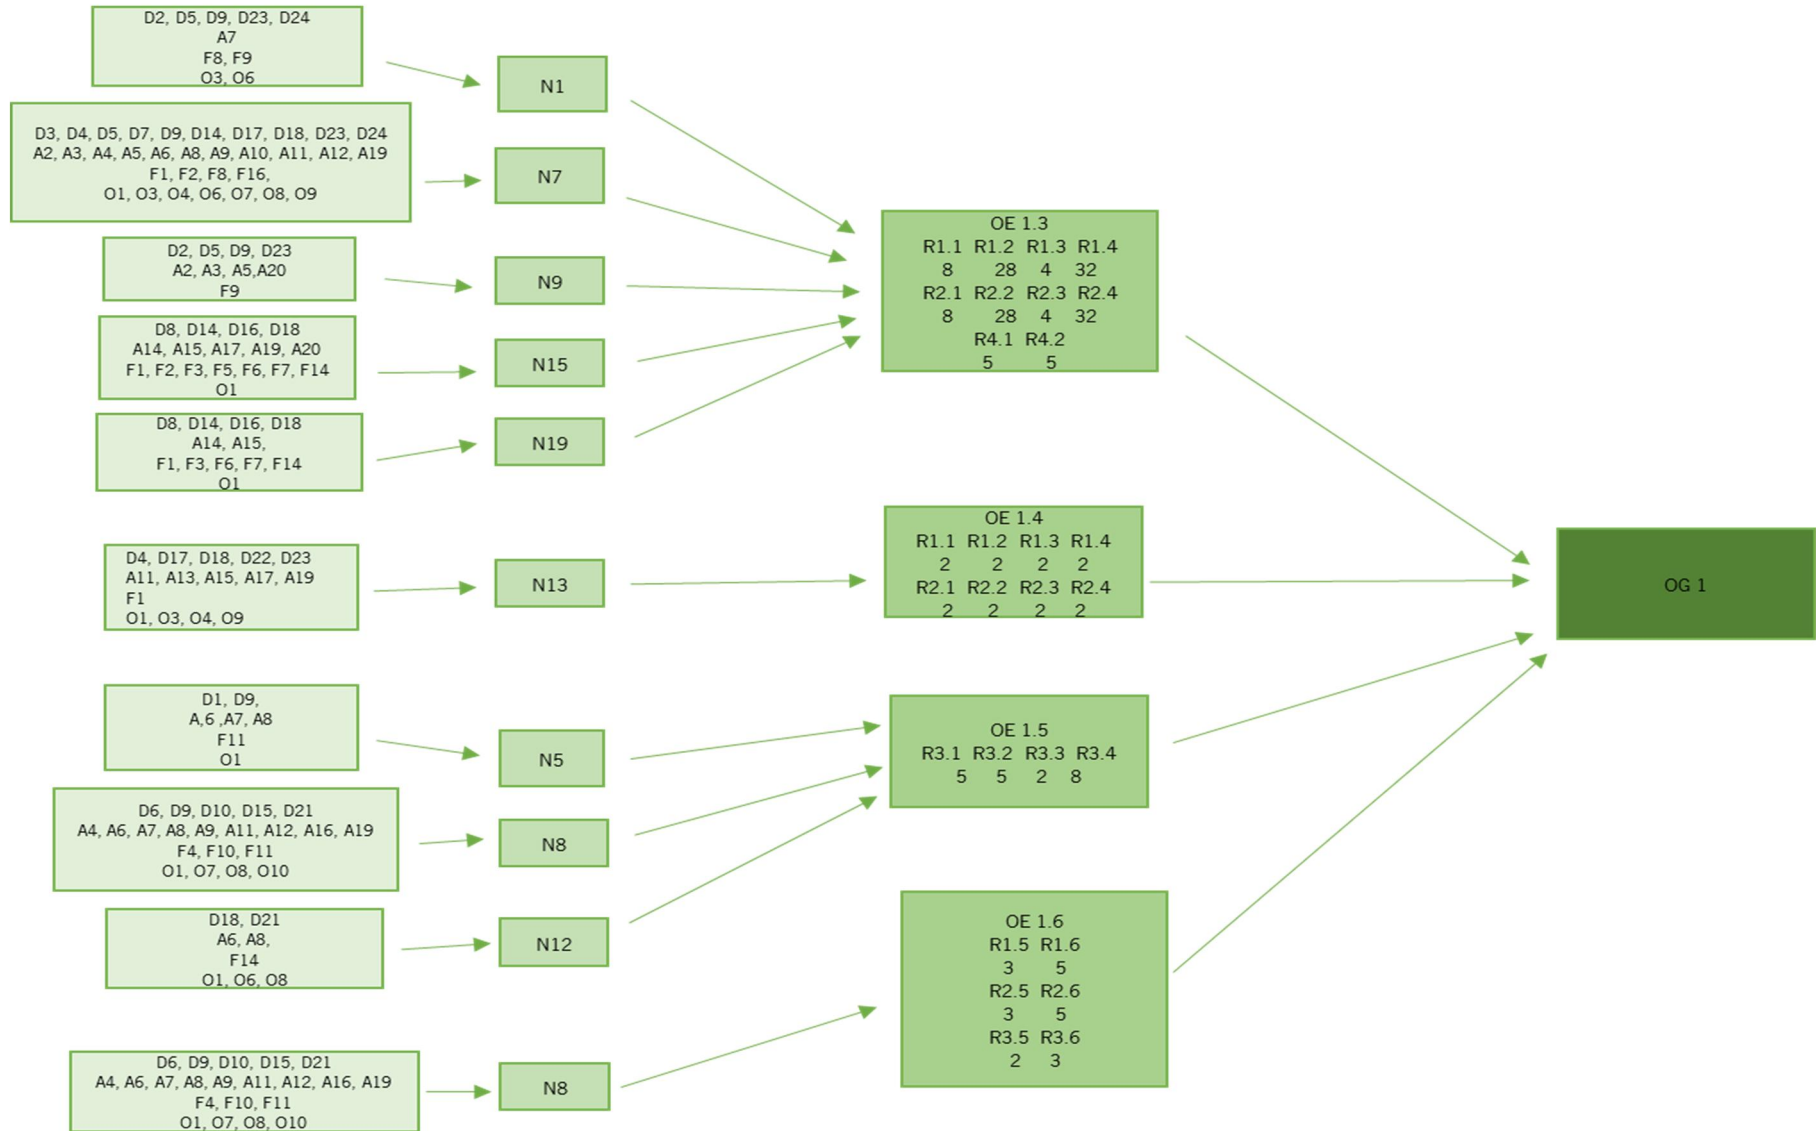 D2, D5, D9, D23, D24
A7
F8, F9
O3, O6
N1
D3, D4, D5, D7, D9, D14, D17, D18, D23, D24
A2, A3, A4, A5, A6, A8, A9, A10, A11, A12, A19
F1, F2, F8, F16,
O1, O3, O4, O6, O7, O8, O9
N7
D2, D5, D9, D23
A2, A3, A5,A20
F9
N9
D8, D14, D16, D18
A14, A15, A17, A19, A20
F1, F2, F3, F5, F6, F7, F14
O1
N15
D8, D14, D16, D18
A14, A15,
F1, F3, F6, F7, F14
O1
N19
OE 1.3
R1.1 R1.2 R1.3 R1.4
8 28 4 32
R2.1 R2.2 R2.3 R2.4
8 28 4 32
R4.1 R4.2
5 5
D4, D17, D18, D22, D23
A11, A13, A15, A17, A19
F1
O1, O3, O4, O9
N13
OE 1.4
R1.1 R1.2 R1.3 R1.4
2 2 2 2
R2.1 R2.2 R2.3 R2.4
2 2 2 2
OG 1
D1, D9,
A,6 ,A7, A8
F11
O1
N5
D6, D9, D10, D15, D21
A4, A6, A7, A8, A9, A11, A12, A16, A19
F4, F10, F11
O1, O7, O8, O10
N8
D18, D21
A6, A8,
F14
O1, O6, O8
N12
OE 1.5
R3.1 R3.2 R3.3 R3.4
5 5 2 8
D6, D9, D10, D15, D21
A4, A6, A7, A8, A9, A11, A12, A16, A19
F4, F10, F11
O1, O7, O8, O10
N8
OE 1.6
R1.5 R1.6
3 5
R2.5 R2.6
3 5
R3.5 R3.6
2 3